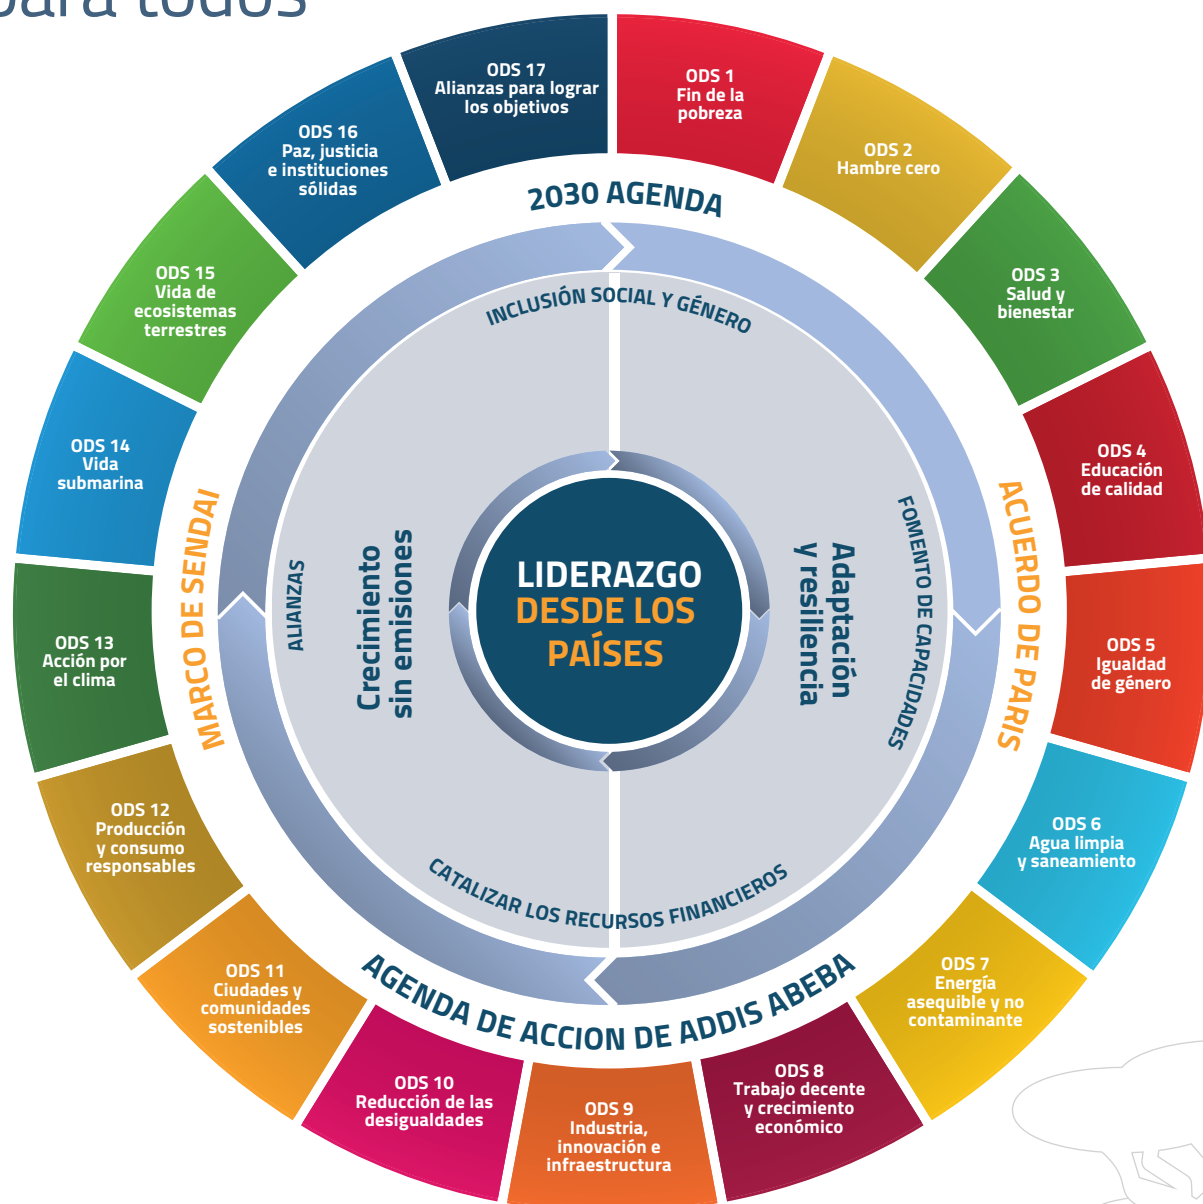 para todos
ODS 1
Fin de la
pobreza
ODS 2
Hambre cero
ODS 3
Salud y
bienestar
ODS 4
Educación
de calidad
ODS 5
Igualdad
de género
ODS 6
Agua limpia
y saneamiento
ODS 7
Energía
asequible y no
contaminante
ODS 8
Trabajo decente
y crecimiento
económico
ODS 9
Industria,
innovación e
infraestructura
ODS 10
Reducción de las
desigualdades
ODS 11
Ciudades y
comunidades
sostenibles
ODS 12
Producción
y consumo
responsables
ODS 13
Acción por
el clima
ODS 14
Vida
submarina
ODS 15
Vida de
ecosistemas
terrestres
ODS 16
Paz, justicia
e instituciones
sólidas
ODS 17
Alianzas para lograr
los objetivos
2030 AGENDA
ACUERDO DE PARIS
AGENDA DE ACCION DE ADDIS ABEBA
MARCO DE SENDAI
INCLUSIÓN SOCIAL Y GÉNERO
FOMENTO DE CAPACIDADES
CATALIZAR LOS RECURSOS FINANCIEROS
ALIANZAS
Crecimiento
sin emisiones
Adaptación
y resiliencia
LIDERAZGO
DESDE LOS
PAÍSES